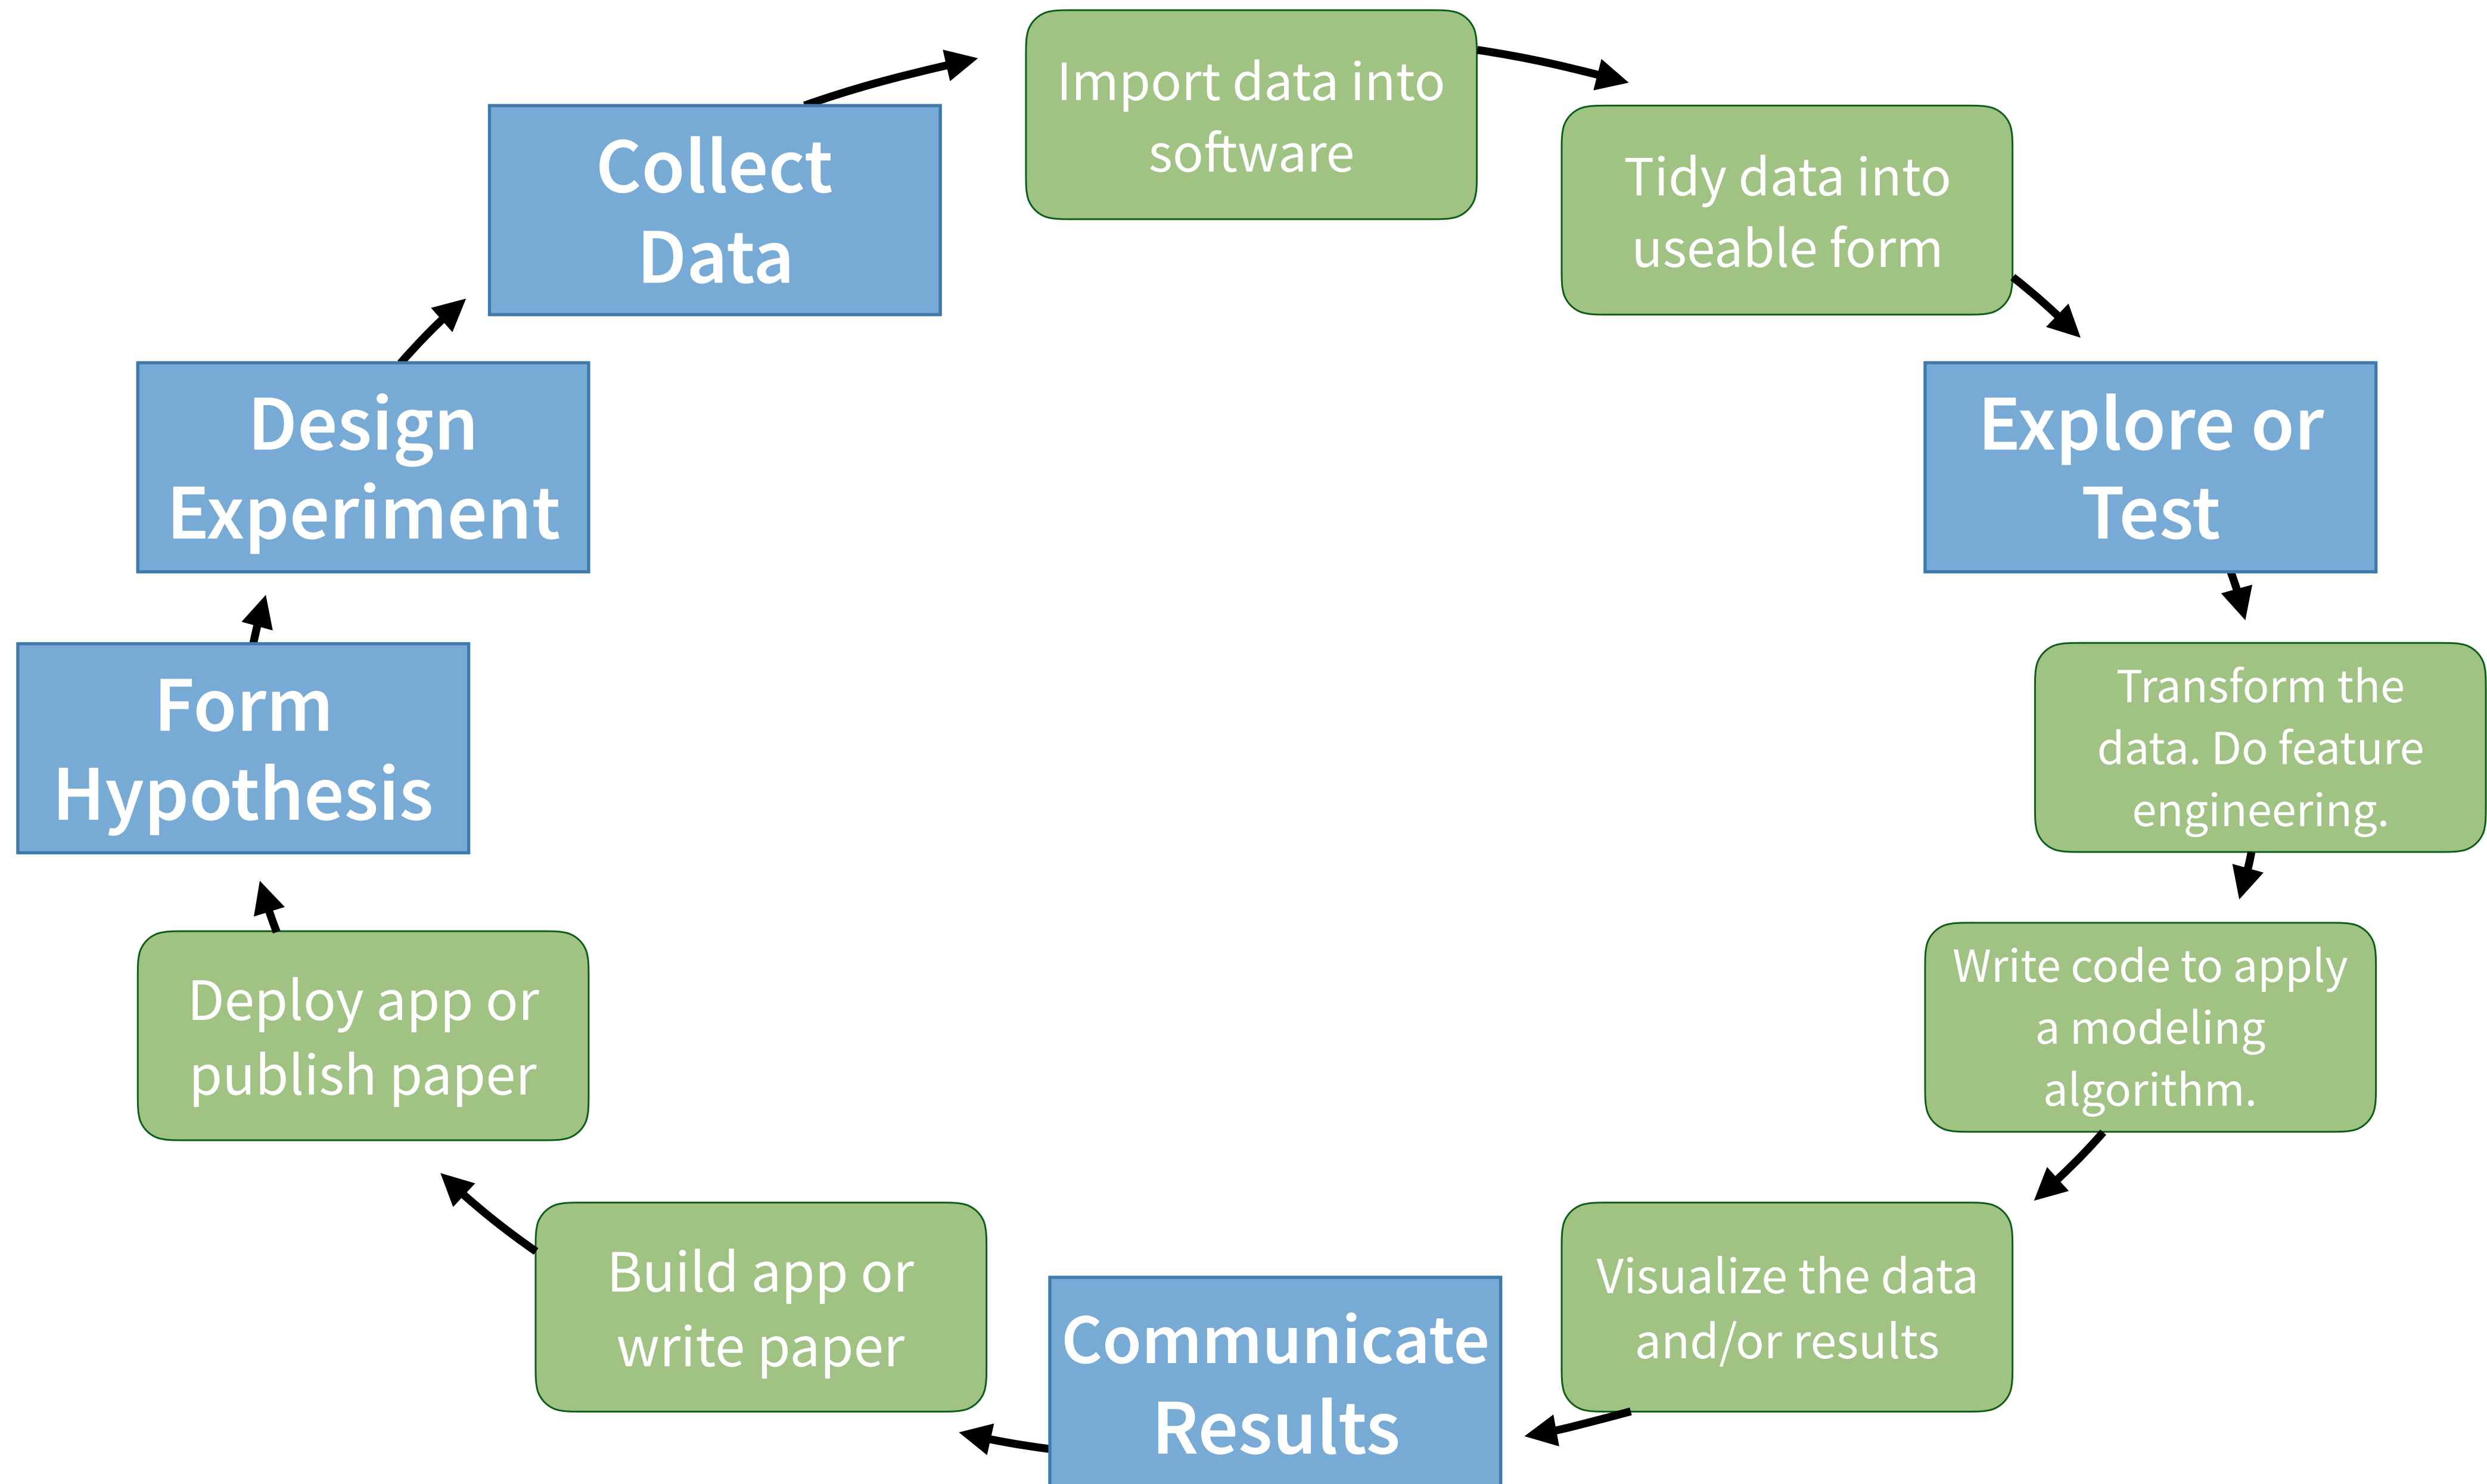 Collect
Data
Import data into
software
Tidy data into
useable form
Explore or
Test
Transform the
data. Do feature
engineering.
Write code to apply
a modeling
algorithm.
Visualize the data
and/or results
Communicate
Results
Build app or
write paper
Deploy app or
publish paper
Form
Hypothesis
Design
Experiment